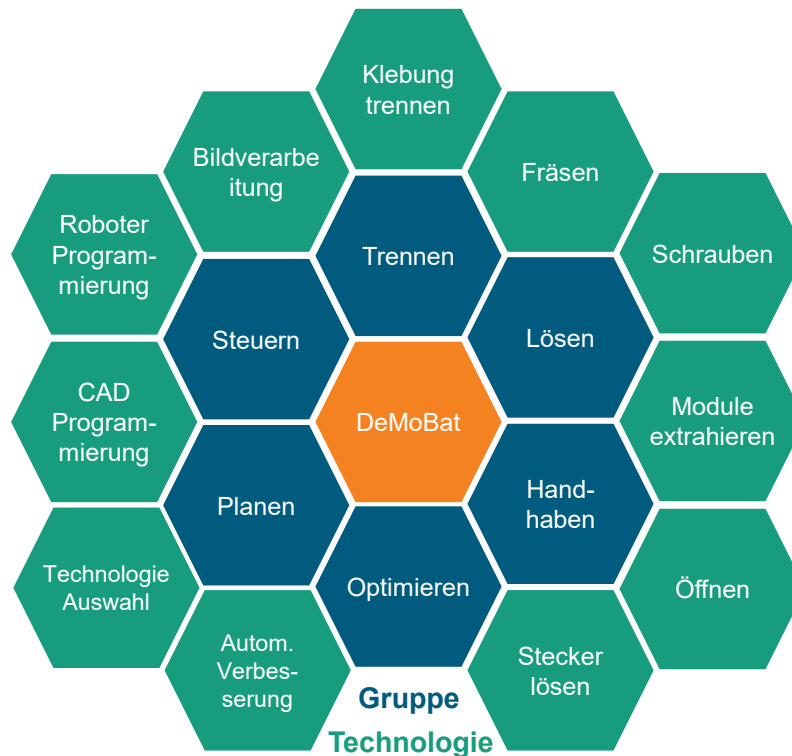 Klebung
trennen
Bildverarbe
itung
Fräsen
Roboter
Program-
mierung
Trennen
Schrauben
Steuern
Lösen
CAD
Program-
mierung
DeMoBat
Module
extrahieren
Planen
Hand-
haben
Technologie
Auswahl
Optimieren
Öffnen
Autom.
Verbes-
serung
Stecker
lösen
Gruppe
Technologie